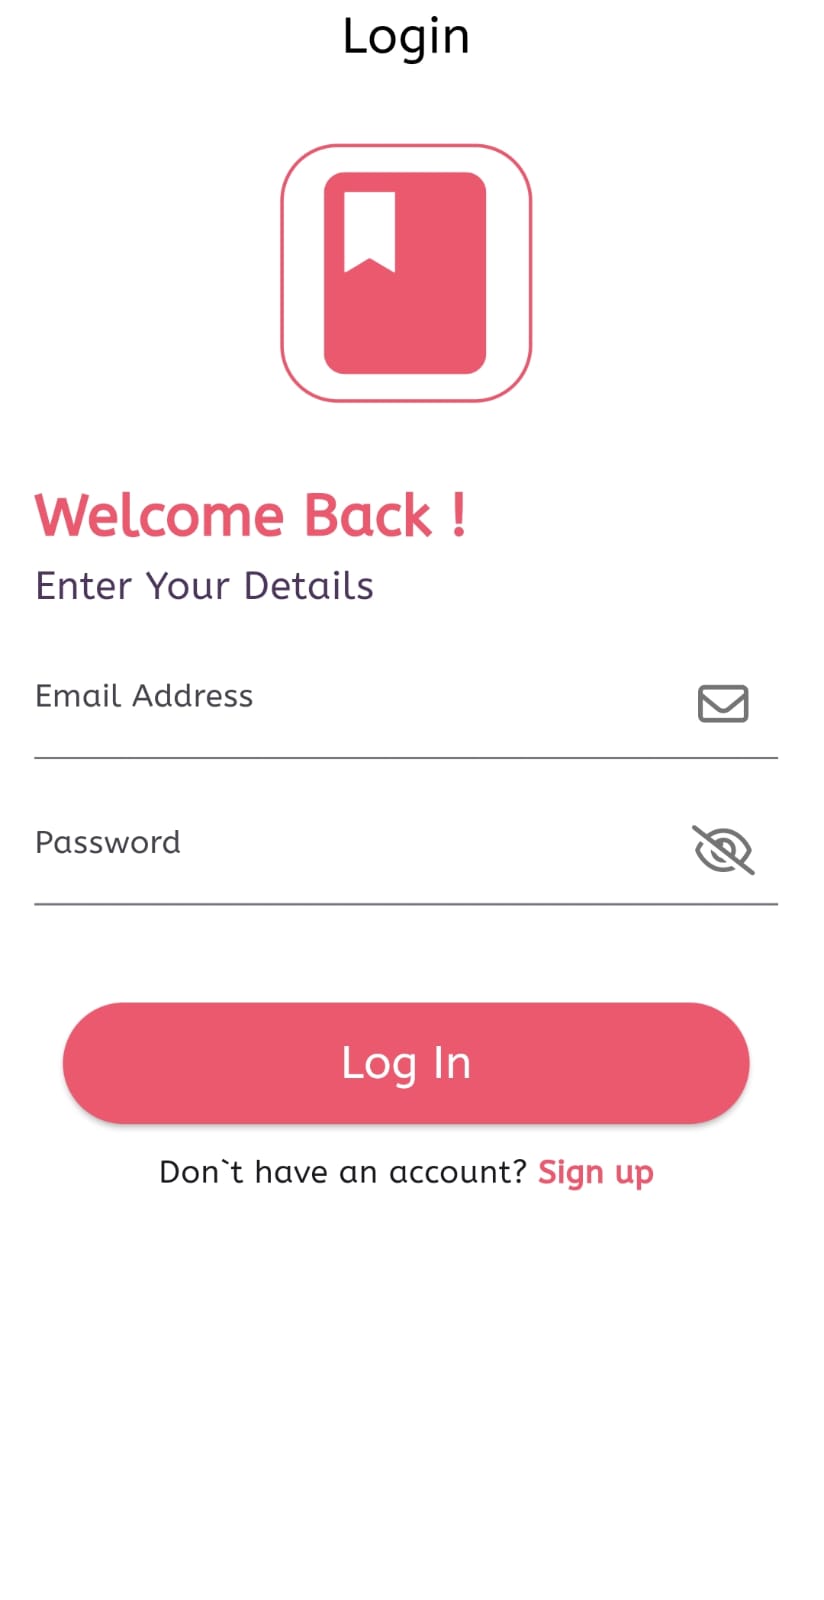 Login
Welcome Back !
Enter Your Details
Email Address
Password
Log In
Don`t have an account? Sign up